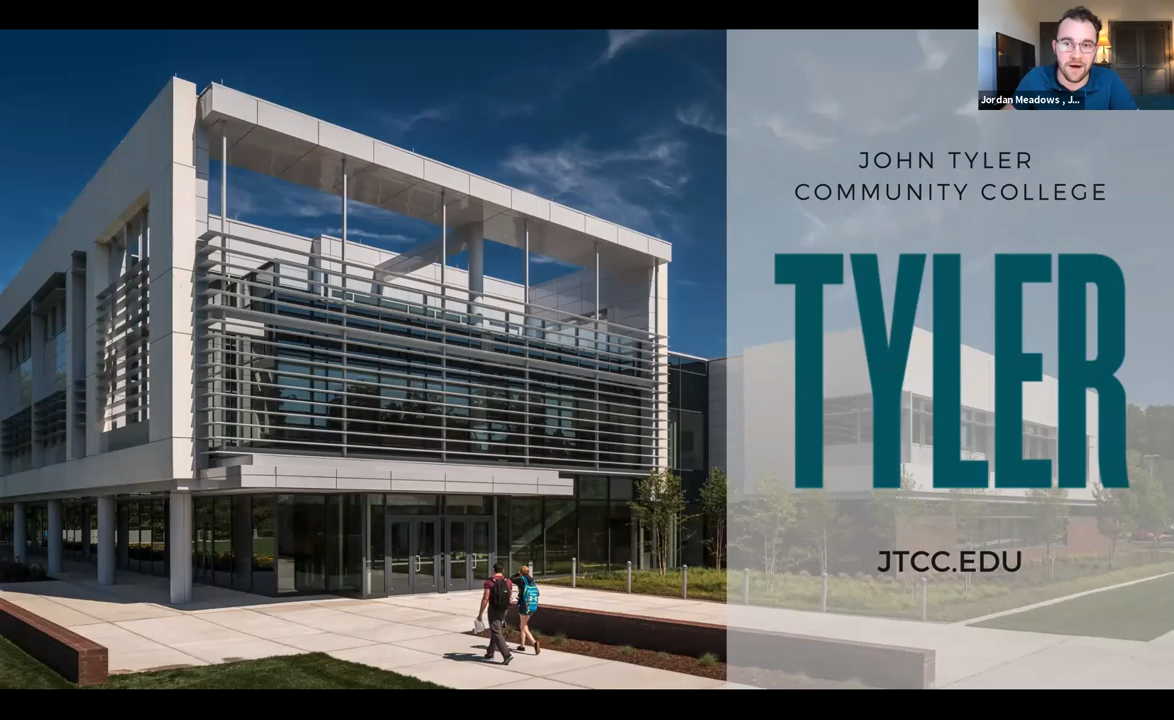 Jordan Meadows , J...
JOHN TYLER
COMMUNITY COLLEGE
TYLER
JTCC.EDU